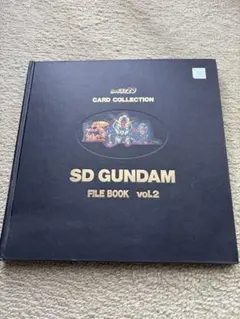 CARD COLLECTION
SD GUNDAM
FILE BOOK vol.2